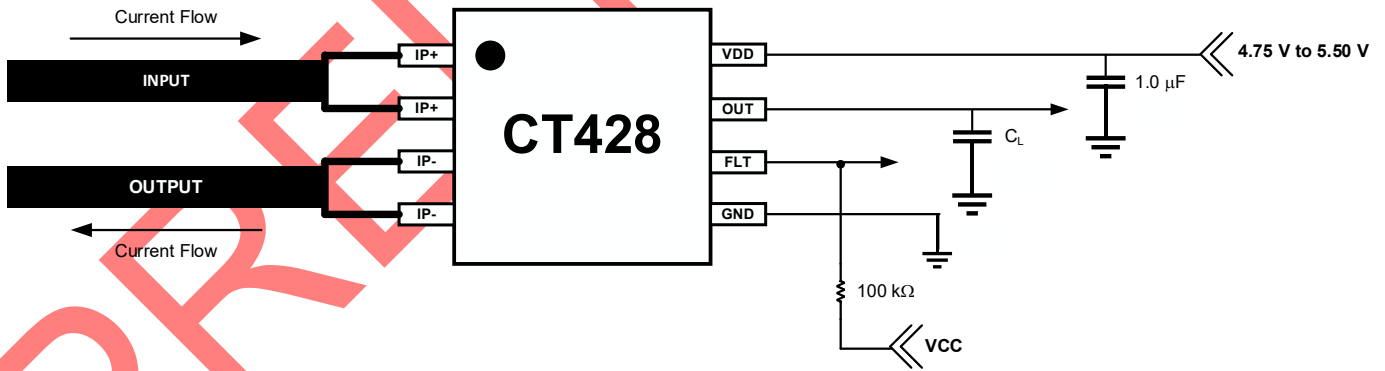 Current Flow
INPUT
OUTPUT
Current Flow
IP+
IP+
IP-
IP-
CT428
VDD
OUT
FLT
GND
4.75 V to 5.50 V
1.0 μF
CL
100 kΩ
VCC
PRE